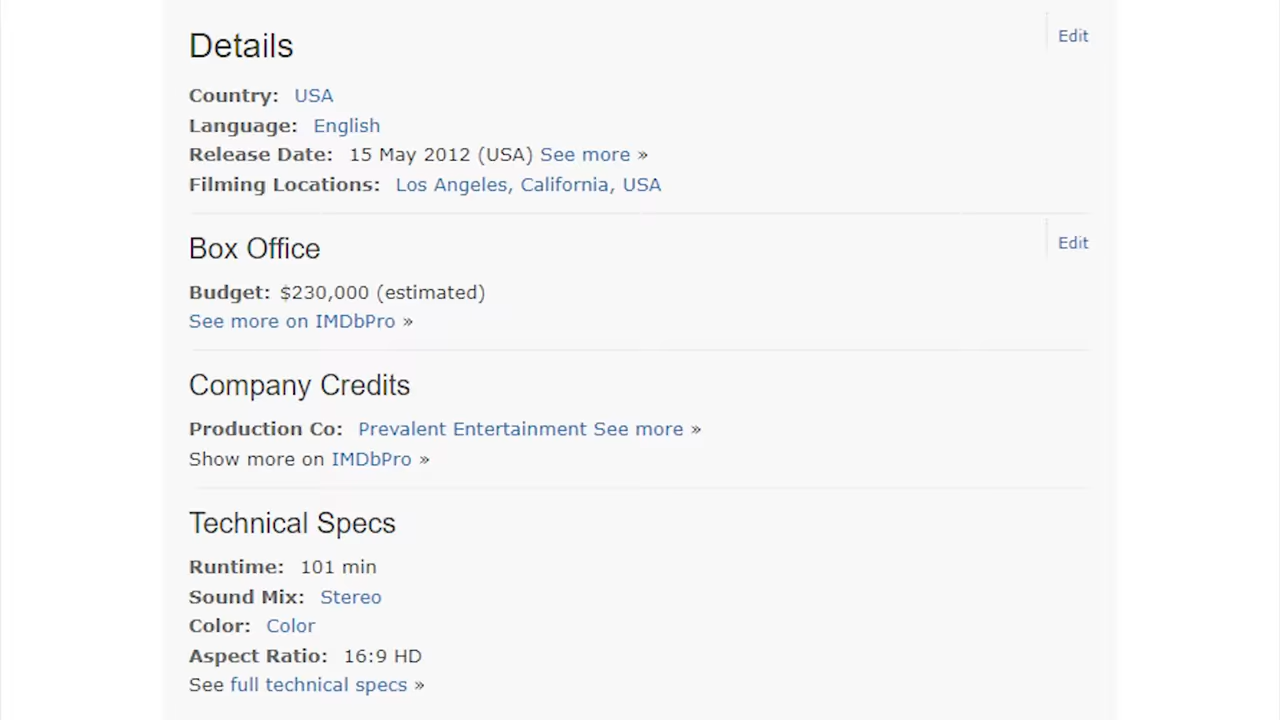 Details
Edit
Country: USA
Language: English
Release Date: 15 May 2012 (USA) See more »
Filming Locations: Los Angeles, California, USA
Box Office
Edit
Budget: $230,000 (estimated)
See more on IMDbPro »
Company Credits
Production Co: Prevalent Entertainment See more »
Show more on IMDbPro »
Technical Specs
Runtime: 101 min
Sound Mix: Stereo
Color: Color
Aspect Ratio: 16:9 HD
See full technical specs »